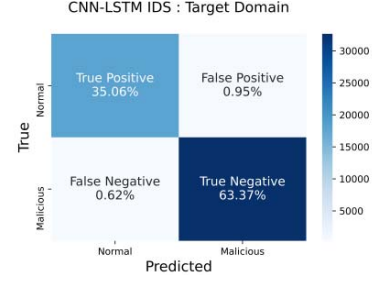 CNN-LSTM IDS : Target Domain
True Positive
35.06%
False Positive
0.95%
False Negative
0.62%
True Negative
63.37%
True
Normal
Malicious
Normal
Malicious
Predicted
30000
25000
20000
15000
10000
5000